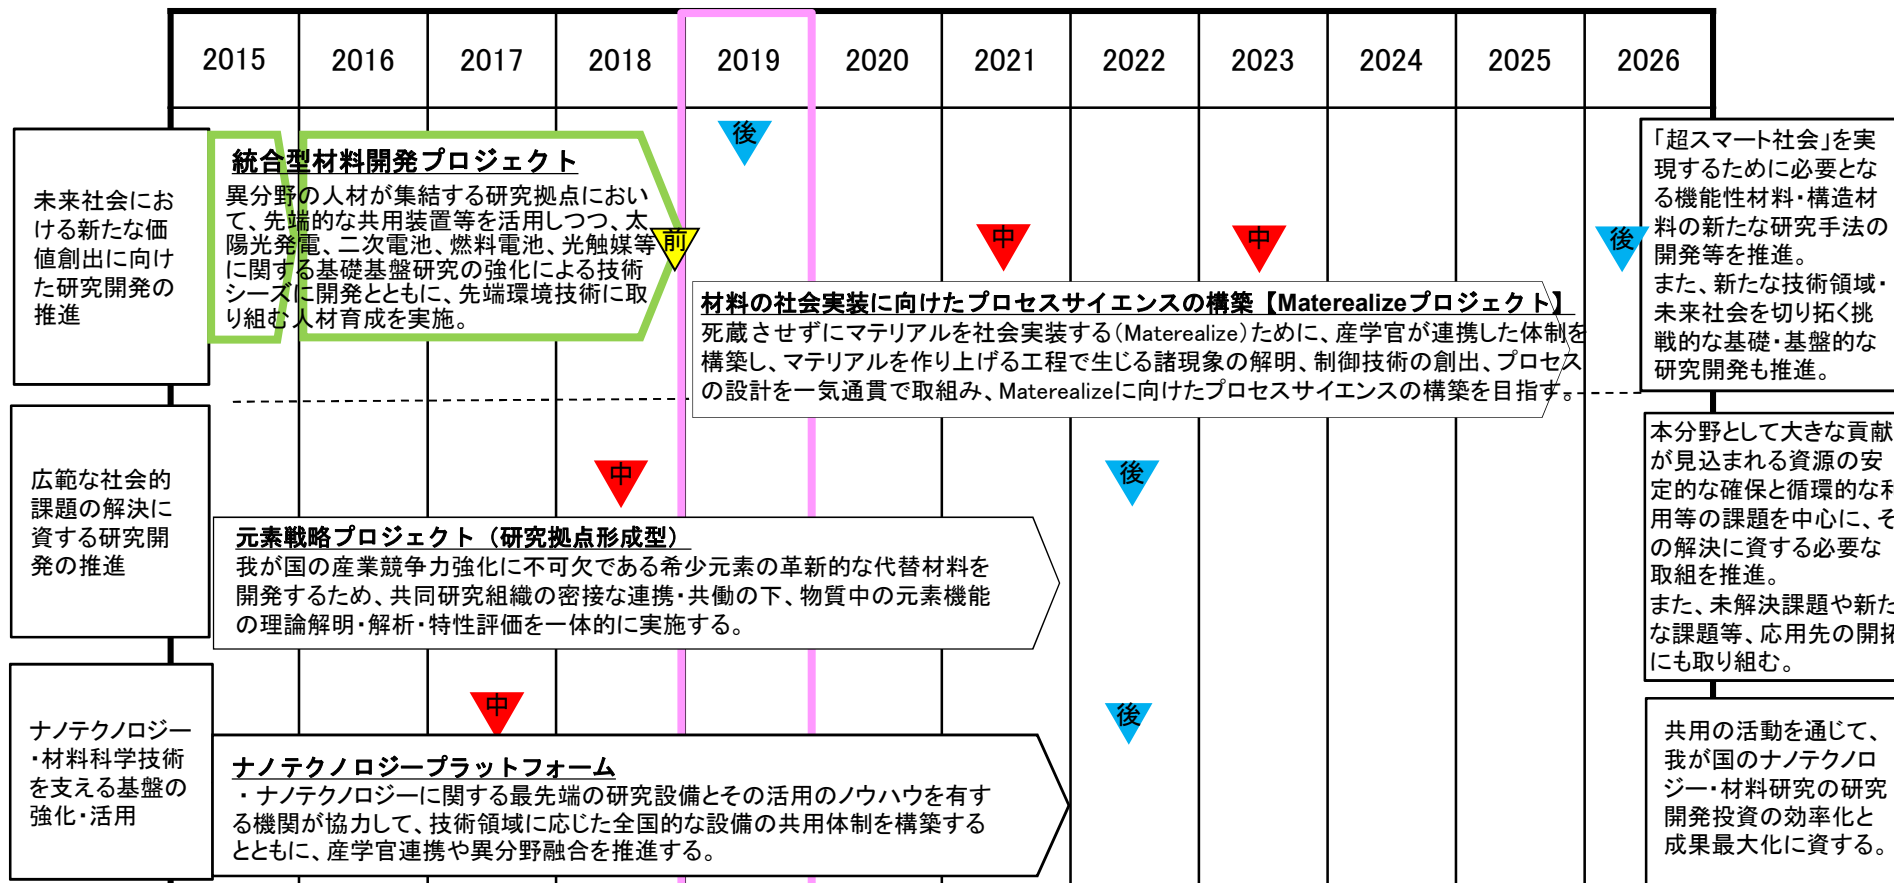 2015 2016 2017 2018 2019 2020 2021 2022 2023 2024 2025 2026
未来社会にお
ける新たな価
値創出に向け
た研究開発の
推進
統合型材料開発プロジェクト
異分野の人材が集結する研究拠点におい
て、先端的な共用装置等を活用しつつ、太
陽光発電、二次電池、燃料電池、光触媒等
に関する基礎基盤研究の強化による技術
シーズに開発とともに、先端環境技術に取
り組む人材育成を実施。
前
後
中
中
後
材料の社会実装に向けたプロセスサイエンスの構築【Materealizeプロジェクト】
死蔵させずにマテリアルを社会実装する(Materealize)ために、産学官が連携した体制を
構築し、マテリアルを作り上げる工程で生じる諸現象の解明、制御技術の創出、プロセス
の設計を一気通貫で取組み、Materealizeに向けたプロセスサイエンスの構築を目指す。
「超スマート社会」を実
現するために必要とな
る機能性材料・構造材
料の新たな研究手法の
開発等を推進。
また、新たな技術領域・
未来社会を切り拓く挑
戦的な基礎・基盤的な
研究開発も推進。
広範な社会的
課題の解決に
資する研究開
発の推進
中
後
元素戦略プロジェクト（研究拠点形成型）
我が国の産業競争力強化に不可欠である希少元素の革新的な代替材料を
開発するため、共同研究組織の密接な連携・共働の下、物質中の元素機能
の理論解明・解析・特性評価を一体的に実施する。
本分野として大きな貢献
が見込まれる資源の安
定的な確保と循環的な利
用等の課題を中心に、そ
の解決に資する必要な
取組を推進。
また、未解決課題や新た
な課題等、応用先の開拓
にも取り組む。
ナノテクノロジー
・材料科学技術
を支える基盤の
強化・活用
中
後
ナノテクノロジープラットフォーム
・ナノテクノロジーに関する最先端の研究設備とその活用のノウハウを有す
る機関が協力して、技術領域に応じた全国的な設備の共用体制を構築する
とともに、産学官連携や異分野融合を推進する。
共用の活動を通じて、
我が国のナノテクノロ
ジー・材料研究の研究
開発投資の効率化と
成果最大化に資する。